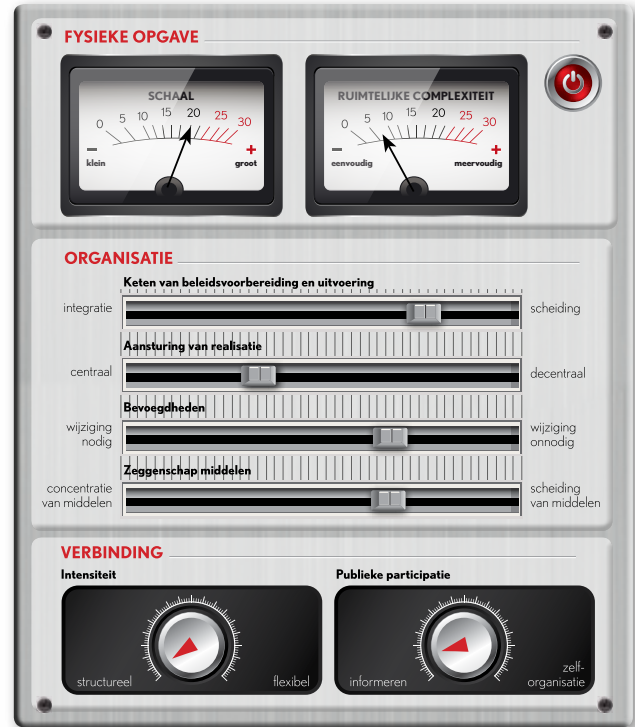 FYSIEKE OPGAVE
SCHAAL
0 5 10 15 20 25 30
– +
klein groot
RUIMTELIJKE COMPLEXITEIT
0 5 10 15 20 25 30
– +
eenvoudig meervoudig
ORGANISATIE
Keten van beleidsvoorbereiding en uitvoering
integratie scheiding
Aansturing van realisatie
centraal decentraal
Bevoegdheden
wijziging
nodig
wijziging
onnodig
Zeggenschap middelen
concentratie
van middelen
scheiding
van middelen
VERBINDING
Intensiteit
structureel flexibel
Publieke participatie
informeren
zelf-
organisatie